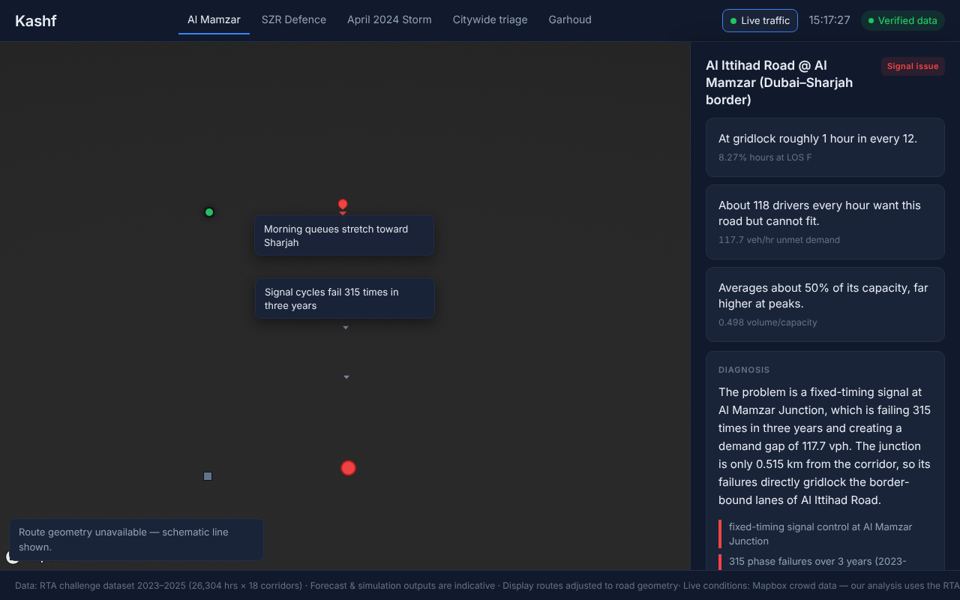 Kashf
Al Mamzar
SZR Defence
April 2024 Storm
Citywide triage
Garhoud
Live traffic
15:17:27
Verified data
Morning queues stretch toward
Sharjah
Signal cycles fail 315 times in
three years
Route geometry unavailable — schematic line
shown.
Al Ittihad Road @ Al
Mamzar (Dubai–Sharjah
border)
Signal issue
At gridlock roughly 1 hour in every 12.
8.27% hours at LOS F
About 118 drivers every hour want this
road but cannot fit.
117.7 veh/hr unmet demand
Averages about 50% of its capacity, far
higher at peaks.
0.498 volume/capacity
DIAGNOSIS
The problem is a fixed-timing signal at
Al Mamzar Junction, which is failing 315
times in three years and creating a
demand gap of 117.7 vph. The junction
is only 0.515 km from the corridor, so its
failures directly gridlock the border-
bound lanes of Al Ittihad Road.
fixed-timing signal control at Al Mamzar
Junction
315 phase failures over 3 years (2023-
Data: RTA challenge dataset 2023–2025 (26,304 hrs × 18 corridors) · Forecast & simulation outputs are indicative · Display routes adjusted to road geometry· Live conditions: Mapbox crowd data — our analysis uses the RTA